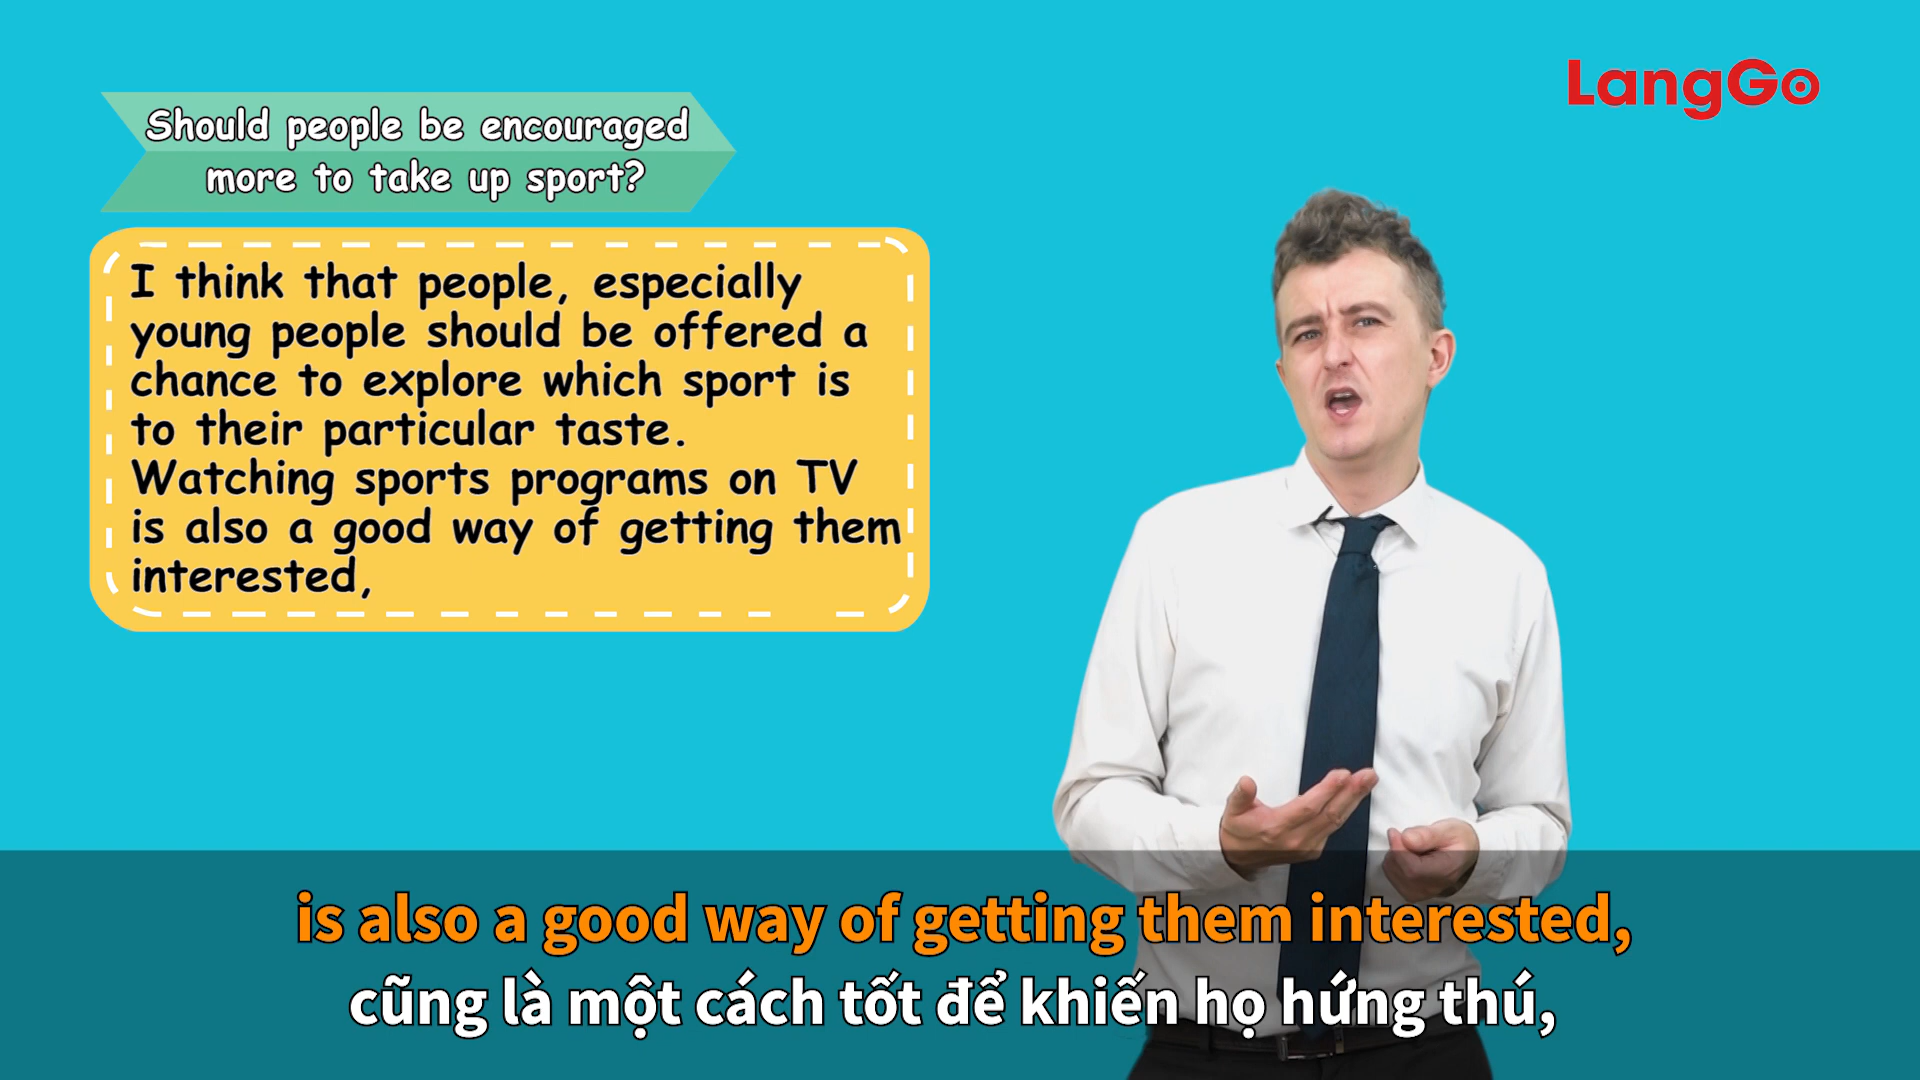 LangGo
Should people be encouraged
more to take up sport?
I think that people, especially
young people should be offered a
chance to explore which sport is
to their particular taste.
Watching sports programs on TV
is also a good way of getting them
interested,
is also a good way of getting them interested,
cũng là một cách tốt để khiến họ hứng thú,